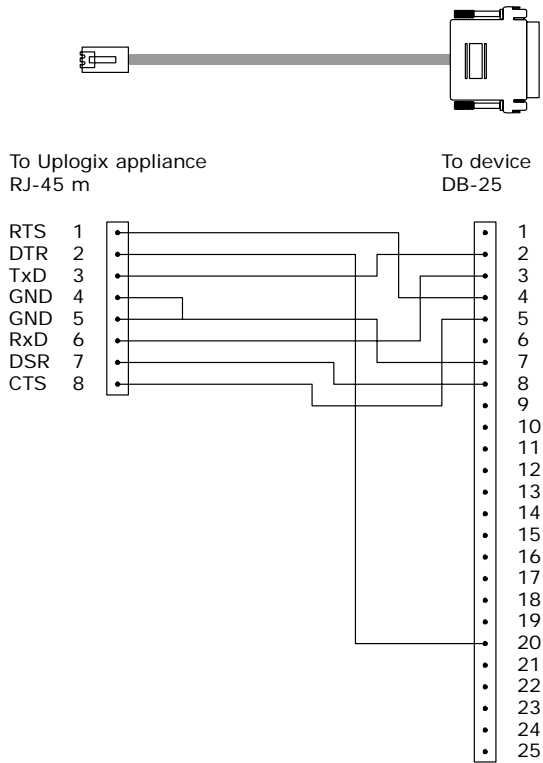 To Uplogix appliance
RJ-45 m
To device
DB-25
RTS 1
DTR 2
TxD 3
GND 4
GND 5
RxD 6
DSR 7
CTS 8
1
2
3
4
5
6
7
8
9
10
11
12
13
14
15
16
17
18
19
20
21
22
23
24
25